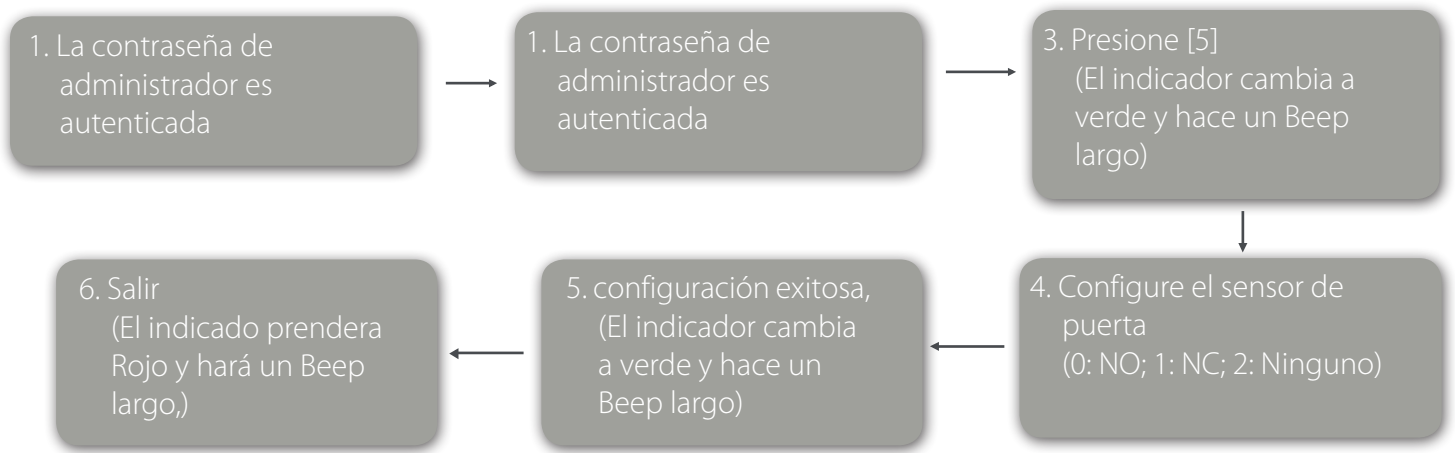 1. La contraseña de
administrador es
autenticada
1. La contraseña de
administrador es
autenticada
3. Presione [5]
(El indicador cambia a
verde y hace un Beep
largo)
4. Configure el sensor de
puerta
(0: NO; 1: NC; 2: Ninguno)
5. configuración exitosa,
(El indicador cambia
a verde y hace un
Beep largo)
6. Salir
(El indicado prendera
Rojo y hará un Beep
largo,)